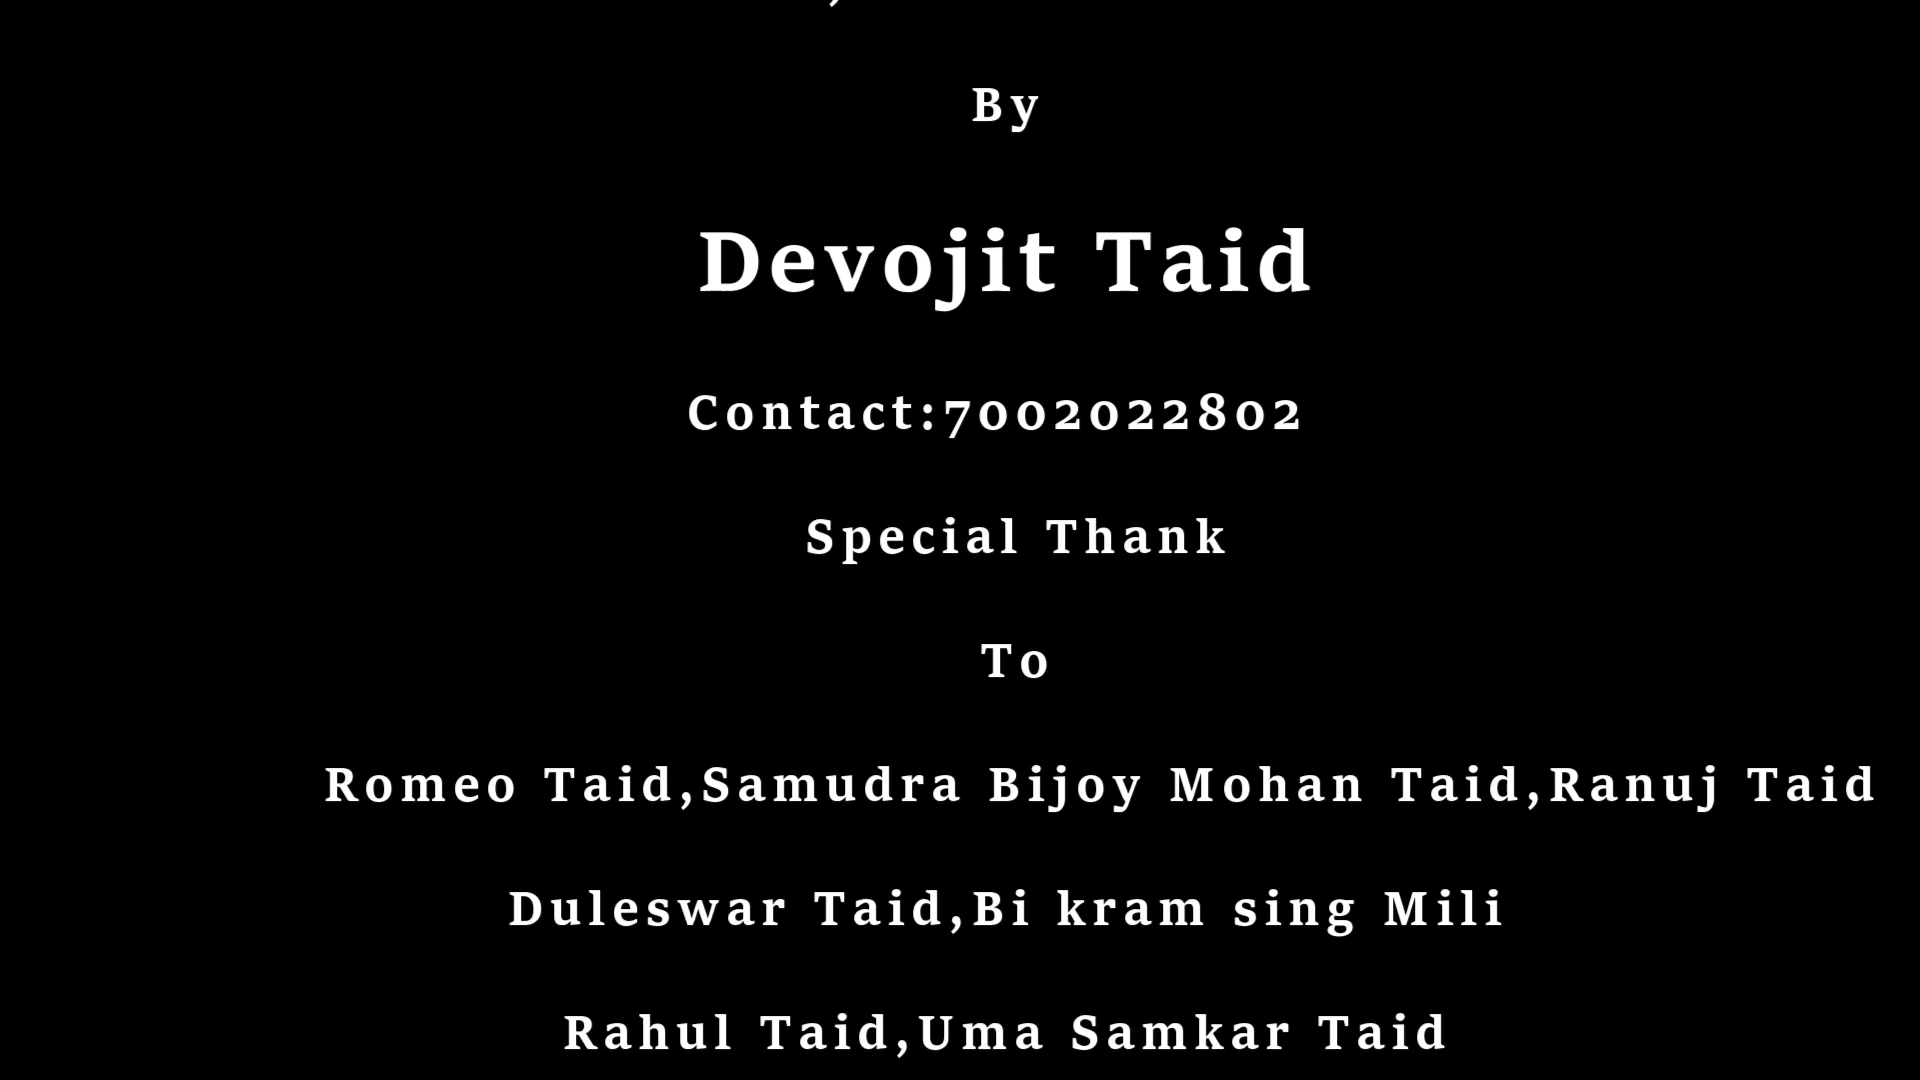 By
Devojit Taid
Contact:7002022802
Special Thank
To
Romeo Taid,Samudra Bijoy Mohan Taid,Ranuj Taid
Duleswar Taid,Bi kram sing Mili
Rahul Taid,Uma Samkar Taid